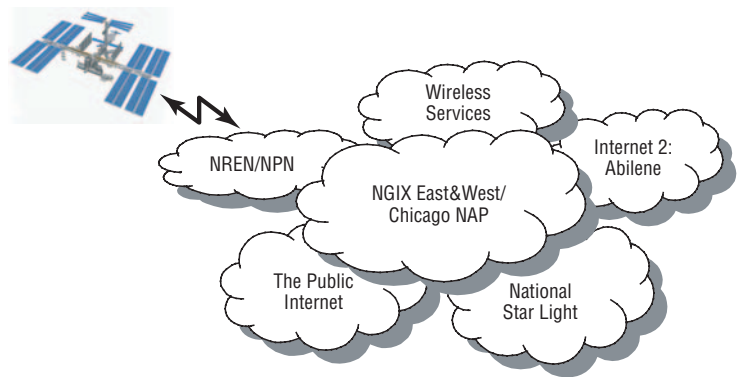 Wireless
Services
NREN/NPN
Internet 2:
Abilene
NGIX East&West/
Chicago NAP
The Public
Internet
National
Star Light